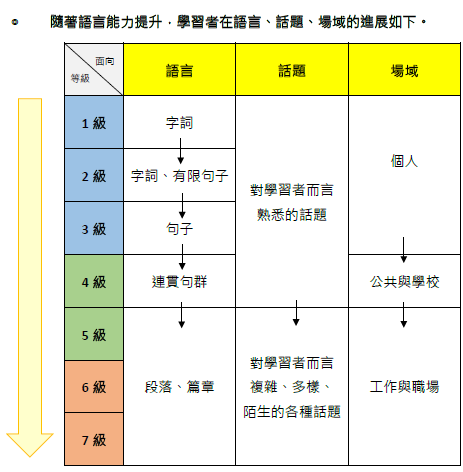 隨著語言能力提升，學習者在語言、話題、場域的進展如下。
面向
等級
語言
話題
場域
1 級
字詞
2 級
字詞、有限句子
3 級
句子
4 級
連貫句群
5 級
6 級
段落、篇章
7 級
對學習者而言
熟悉的話題
對學習者而言
複雜、多樣、
陌生的各種話題
個人
公共與學校
工作與職場